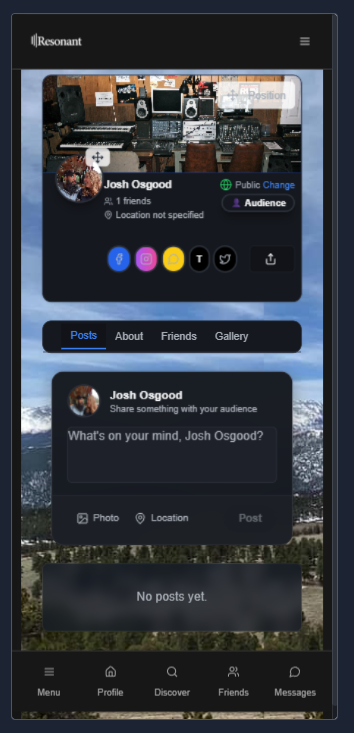 Resonant
Position
Josh Osgood
Public Change
1 friends
Audience
Location not specified
T
Posts About Friends Gallery
Josh Osgood
Share something with your audience
What's on your mind, Josh Osgood?
Photo Location Post
No posts yet.
Menu Profile Discover Friends Messages